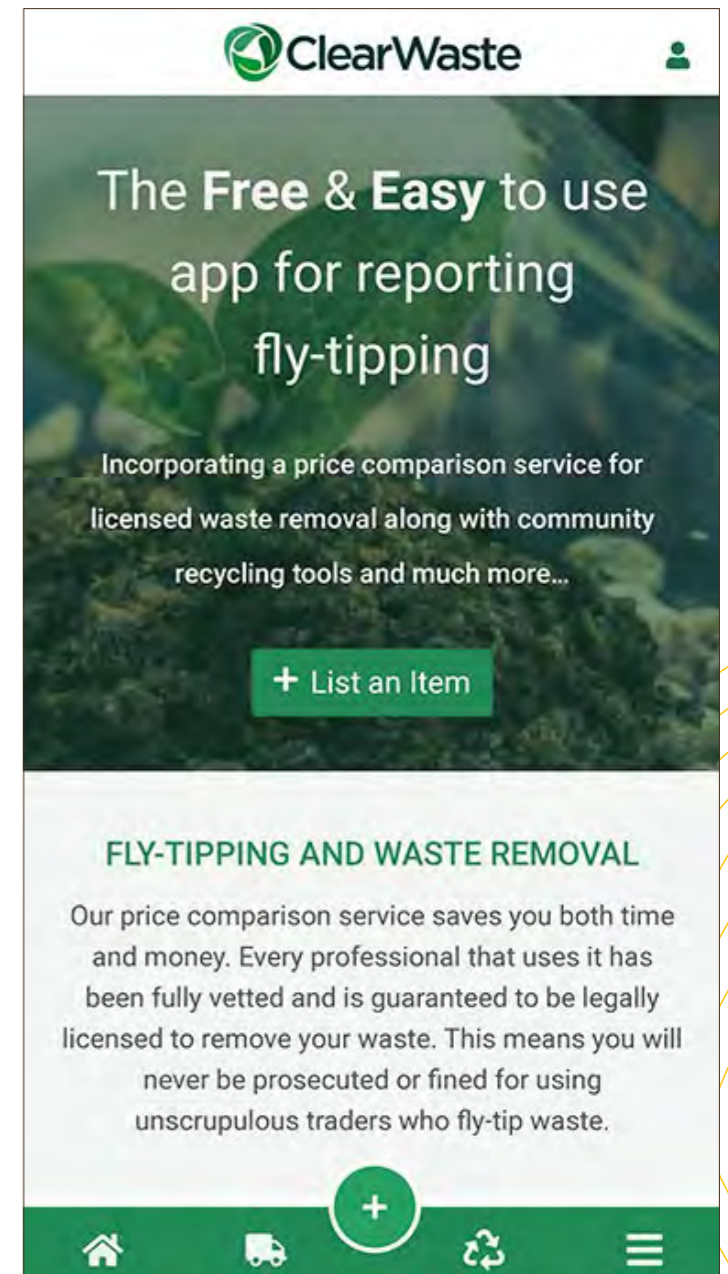 ClearWaste
The Free & Easy to use
app for reporting
fly-tipping
Incorporating a price comparison service for
licensed waste removal along with community
recycling tools and much more...
+ List an Item
FLY-TIPPING AND WASTE REMOVAL
Our price comparison service saves you both time
and money. Every professional that uses it has
been fully vetted and is guaranteed to be legally
licensed to remove your waste. This means you will
never be prosecuted or fined for using
unscrupulous traders who fly-tip waste.
+